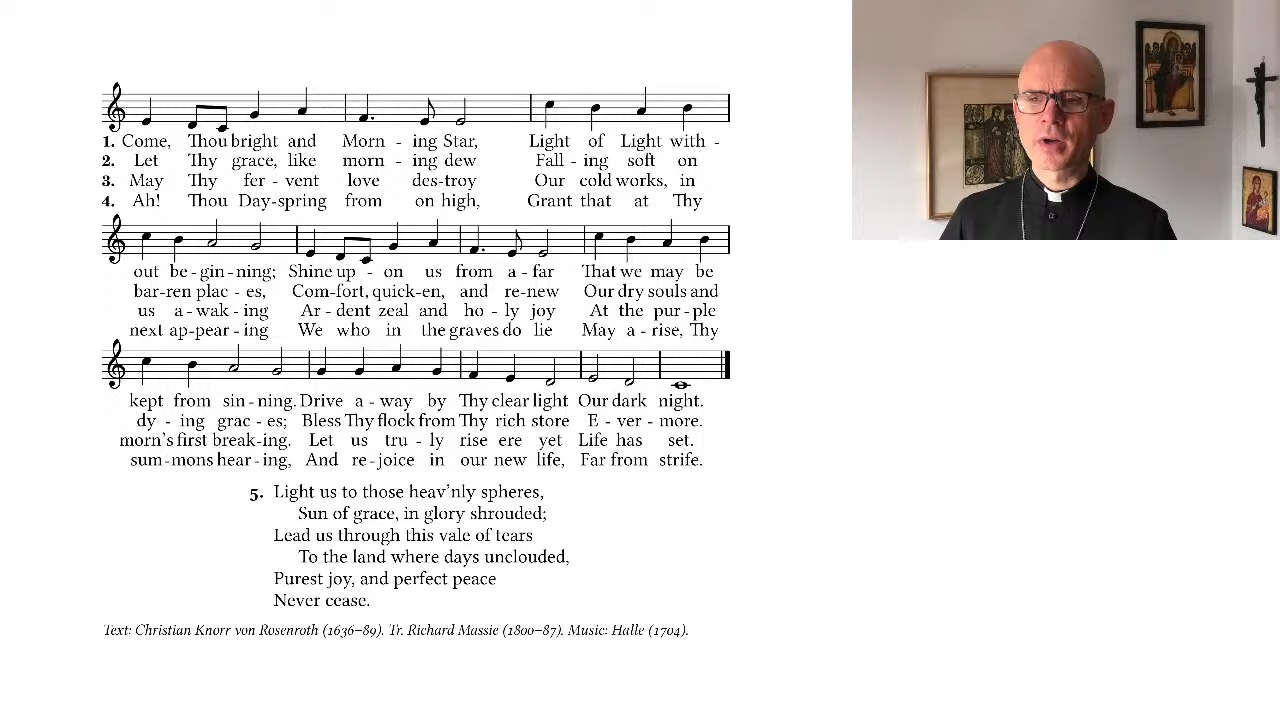 1. Come, Thou bright and Morn - ing Star, Light of Light with -
2. Let Thy grace, like morn - ing dew Fall - ing soft on
3. May Thy fer - vent love des - troy Our cold works, in
4. Ah! Thou Day - spring from on high, Grant that at Thy
out be - gin - ning; Shine up - on us from a - far That we may be
bar - ren plac - es, Com - fort, quick - en, and re - new Our dry souls and
us a - wak - ing Ar - dent zeal and ho - ly joy At the pur - ple
next ap - pear - ing We who in the graves do lie May a - rise, Thy
kept from sin - ning. Drive a - way by Thy clear light Our dark night.
dy - ing grac - es; Bless Thy flock from Thy rich store E - ver - more.
morn's first break - ing. Let us tru - ly rise ere yet Life has set.
sum - mons hear - ing, And re - joice in our new life, Far from strife.
5. Light us to those heav'nly spheres,
Sun of grace, in glory shrouded;
Lead us through this vale of tears
To the land where days unclouded,
Purest joy, and perfect peace
Never cease.
Text: Christian Knorr von Rosenroth (1636–89). Tr. Richard Massie (1800–87). Music: Halle (1704).